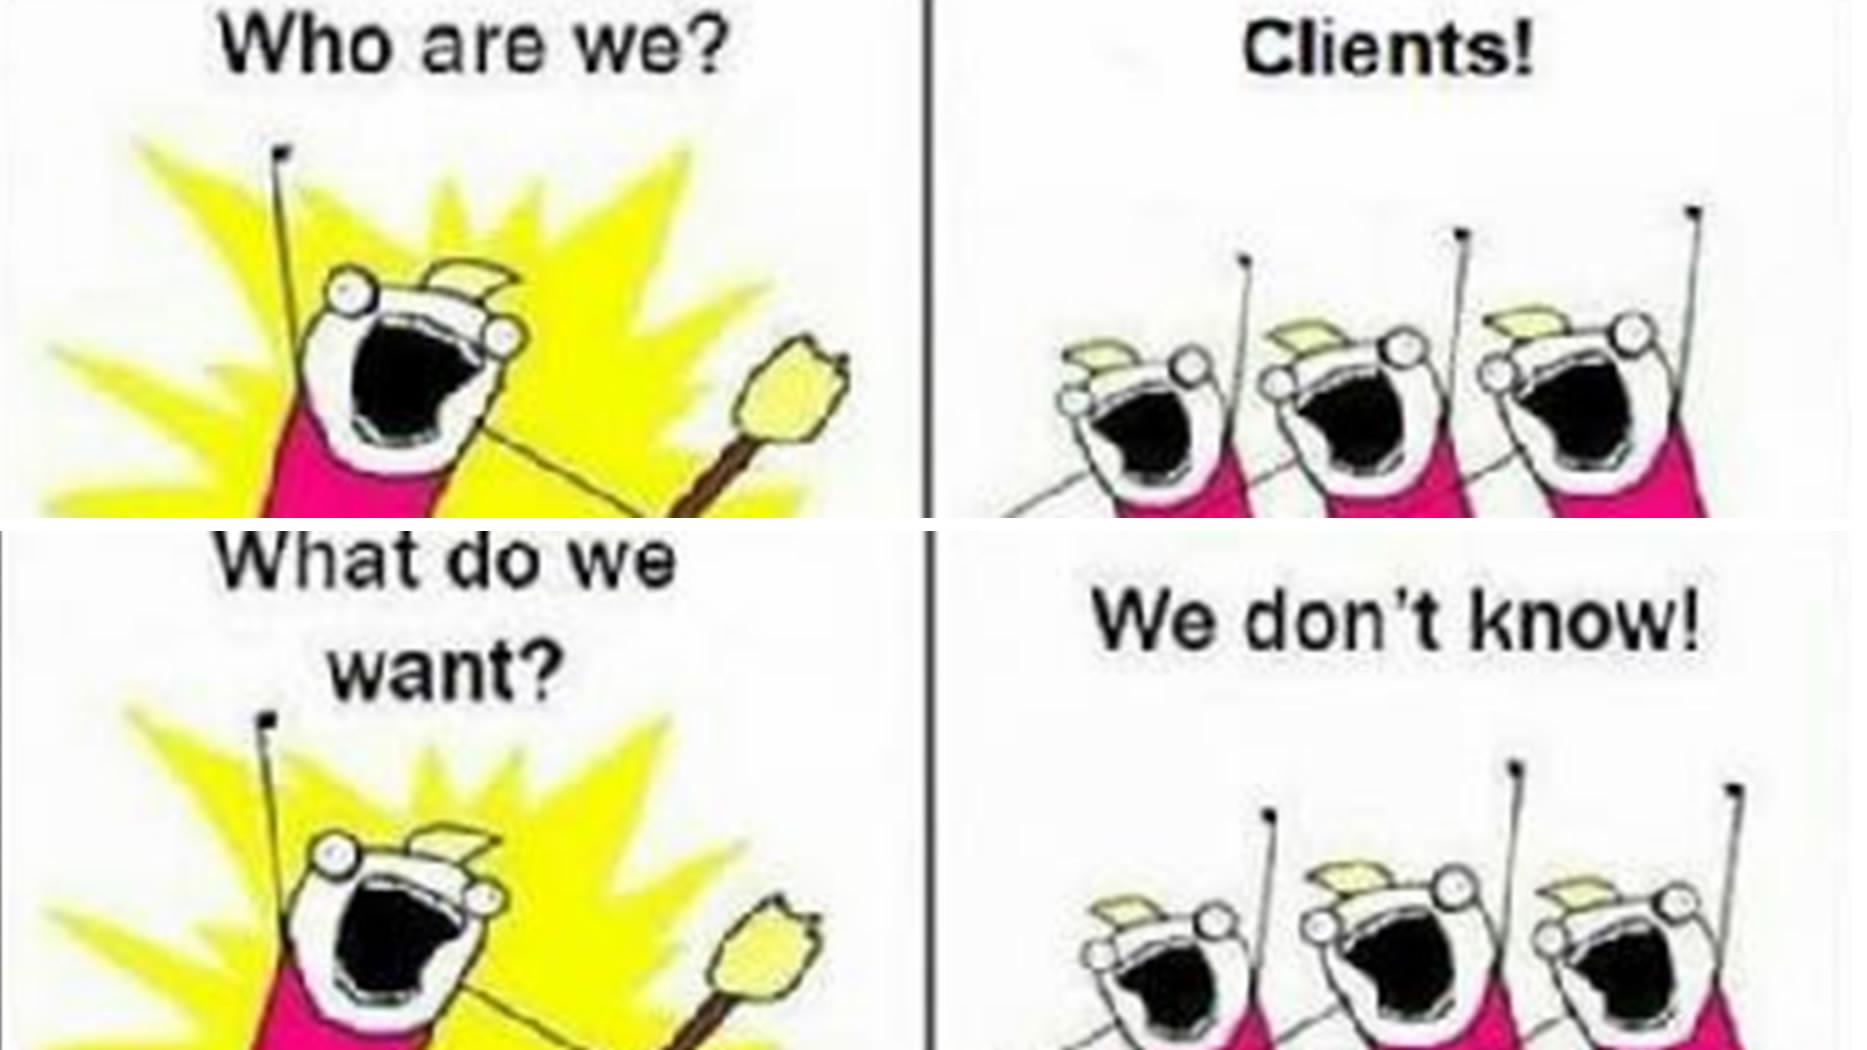 Who are we?
Clients!
What do we
want?
We don't know!